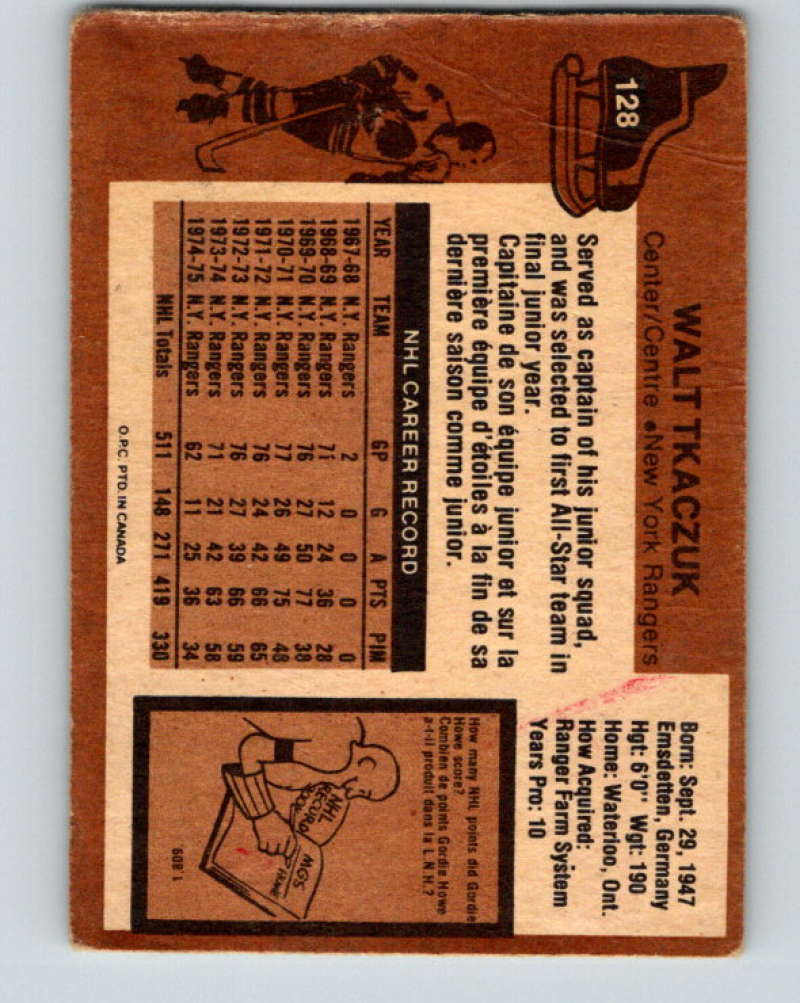 128
WALT TKACZUK
Center/Centre • New York Rangers
Served as captain of his junior squad,
and was selected to first All-Star team in
final junior year.
Capitaine de son équipe junior et sur la
première équipe d'étoiles à la fin de sa
dernière saison comme junior.
NHL CAREER RECORD
YEAR TEAM GP G A PTS PIM
1967-68 N.Y. Rangers 2 0 0 0 0
1968-69 N.Y. Rangers 71 12 24 36 28
1969-70 N.Y. Rangers 76 27 50 77 38
1970-71 N.Y. Rangers 77 26 49 75 48
1971-72 N.Y. Rangers 76 24 42 66 65
1972-73 N.Y. Rangers 76 27 39 66 59
1973-74 N.Y. Rangers 71 21 42 63 58
1974-75 N.Y. Rangers 62 11 25 36 34
NHL Totals 511 148 271 419 330
O.P.C. PTD. IN CANADA
Born: Sept. 29, 1947
Emsdetten, Germany
Hgt: 6'0" Wgt: 190
Home: Waterloo, Ont.
How Acquired:
Ranger Farm System
Years Pro: 10
How many NHL points did Gordie
Howe score?
Combien de points Gordie Howe
a-t-il produit dans la L.N.H.?
NHL
RECORD
BOOK
1,809